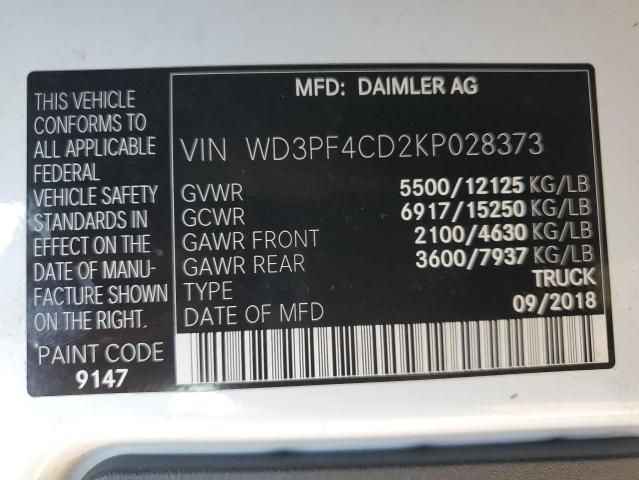 THIS VEHICLE
CONFORMS TO
ALL APPLICABLE
FEDERAL
VEHICLE SAFETY
STANDARDS IN
EFFECT ON THE
DATE OF MANU-
FACTURE SHOWN
ON THE RIGHT.
PAINT CODE
9147
MFD: DAIMLER AG
VIN WD3PF4CD2KP028373
GVWR 5500/12125 KG/LB
GCWR 6917/15250 KG/LB
GAWR FRONT 2100/4630 KG/LB
GAWR REAR 3600/7937 KG/LB
TYPE TRUCK
DATE OF MFD 09/2018